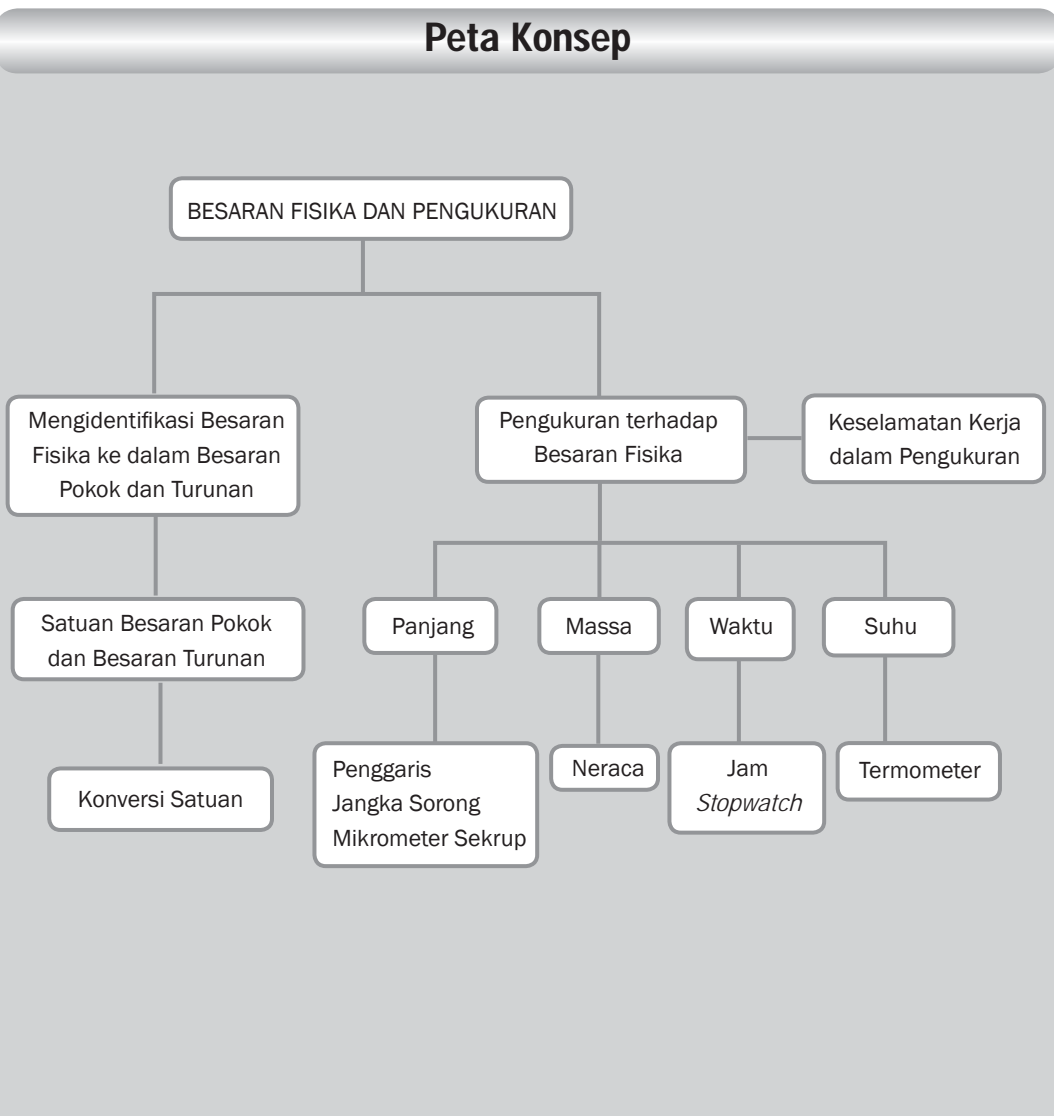 Peta Konsep
BESARAN FISIKA DAN PENGUKURAN
Mengidentifikasi Besaran
Fisika ke dalam Besaran
Pokok dan Turunan
Pengukuran terhadap
Besaran Fisika
Keselamatan Kerja
dalam Pengukuran
Satuan Besaran Pokok
dan Besaran Turunan
Panjang
Massa
Waktu
Suhu
Konversi Satuan
Penggaris
Jangka Sorong
Mikrometer Sekrup
Neraca
Jam
Stopwatch
Termometer